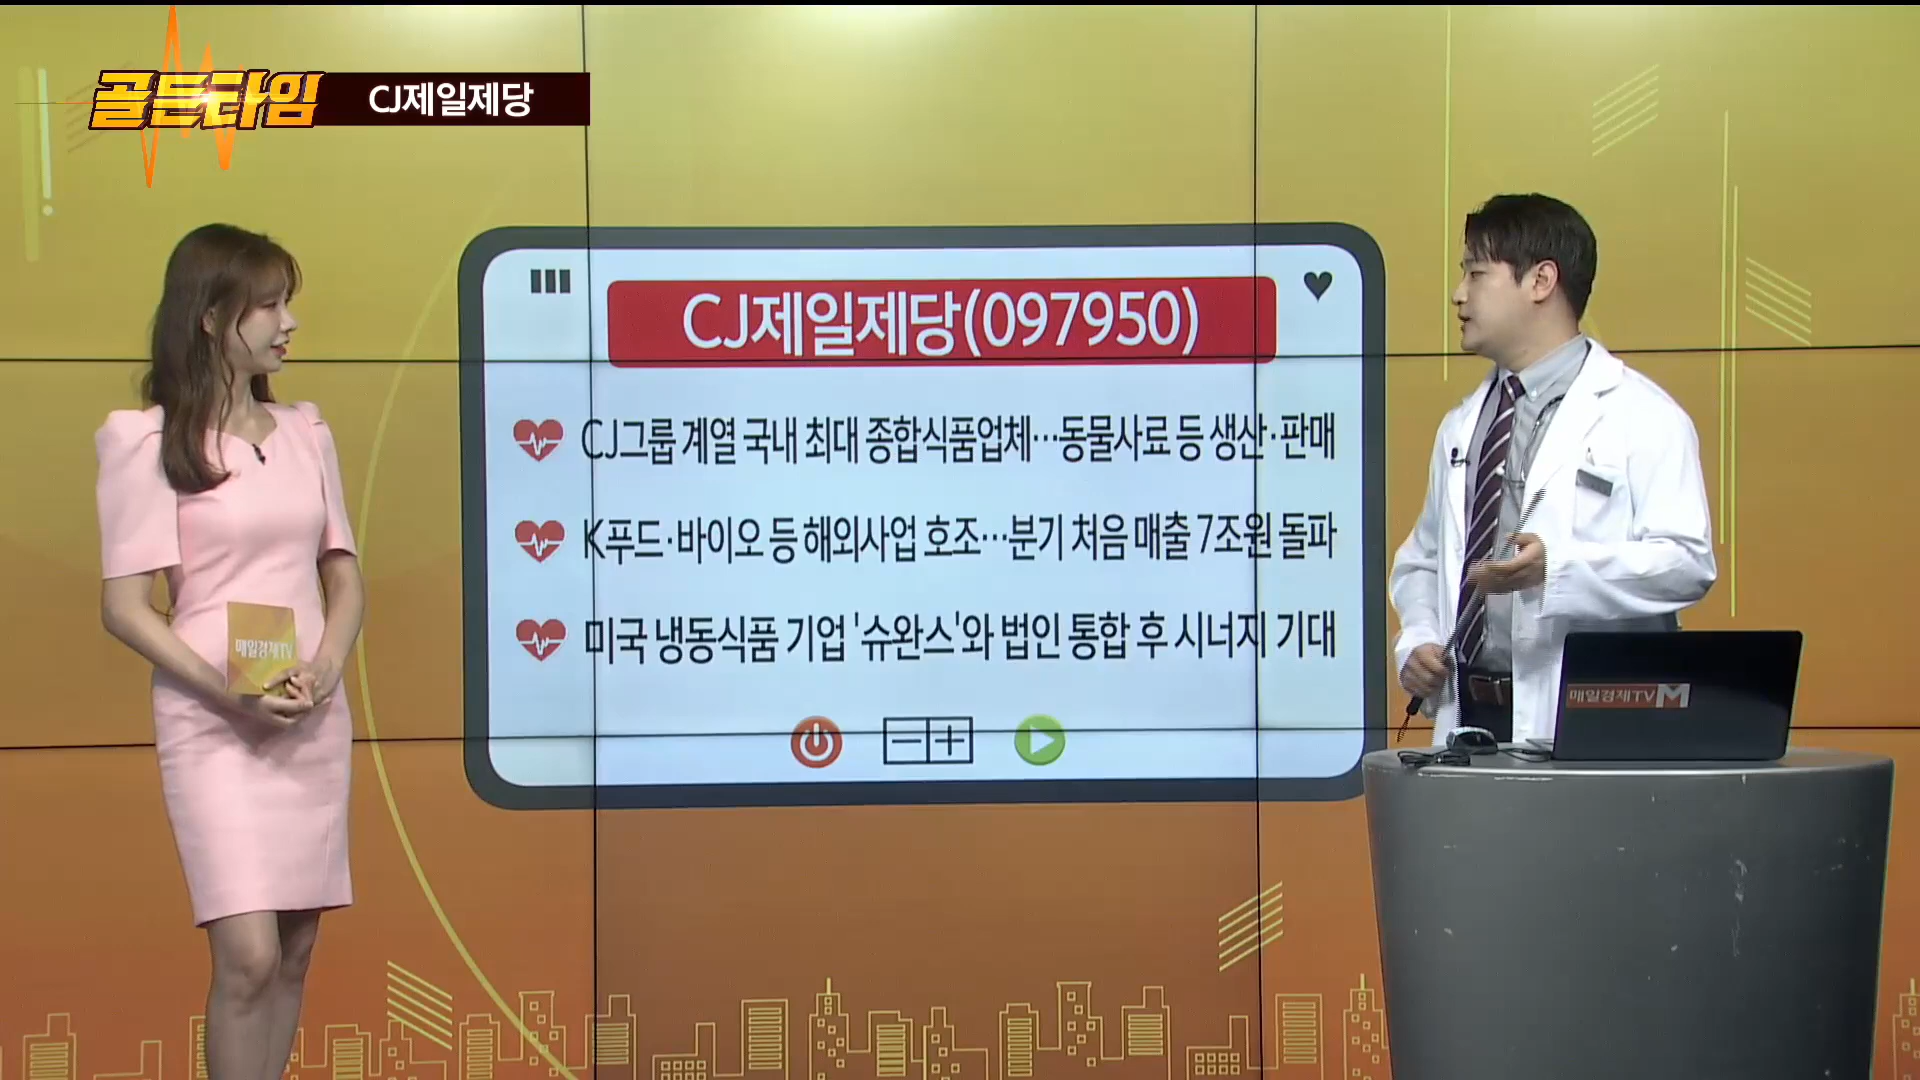 골든타임
CJ제일제당
CJ제일제당(097950)
CJ그룹 계열 국내 최대 종합식품업체…동물사료 등 생산·판매
K푸드·바이오 등 해외사업 호조…분기 처음 매출 7조원 돌파
미국 냉동식품 기업 '슈완스'와 법인 통합 후 시너지 기대
매일경제TV
매일경제TV M